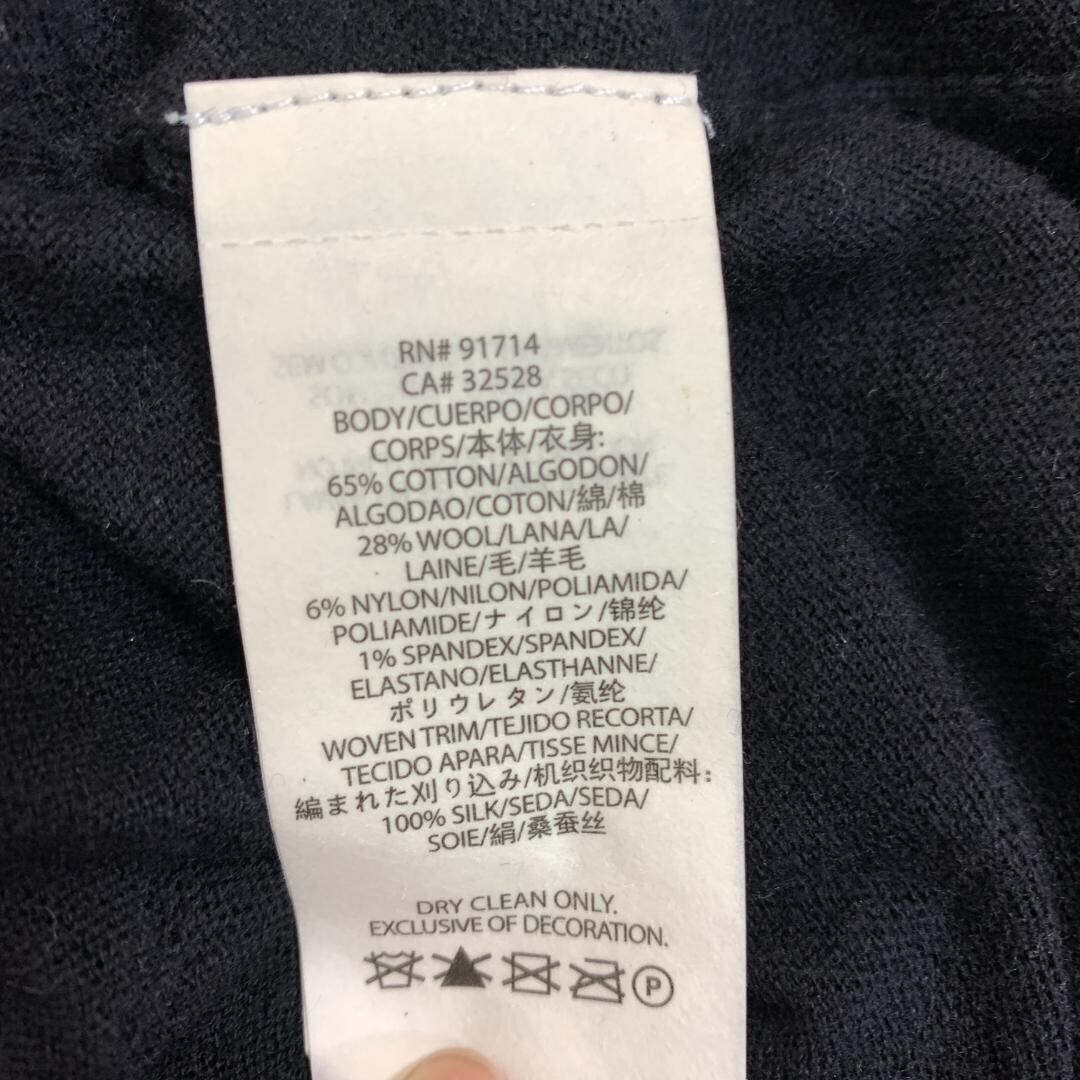 RN# 91714
CA# 32528
BODY/CUERPO/CORPO/
CORPS/本体/衣身:
65% COTTON/ALGODON/
ALGODAO/COTON/綿/棉
28% WOOL/LANA/LA/
LAINE/毛/羊毛
6% NYLON/NILON/POLIAMIDA/
POLIAMIDE/ナイロン/锦纶
1% SPANDEX/SPANDEX/
ELASTANO/ELASTHANNE/
ポリウレタン/氨纶
WOVEN TRIM/TEJIDO RECORTA/
TECIDO APARA/TISSE MINCE/
編まれた刈り込み/机织织物配料:
100% SILK/SEDA/SEDA/
SOIE/絹/桑蚕丝
DRY CLEAN ONLY.
EXCLUSIVE OF DECORATION.
P